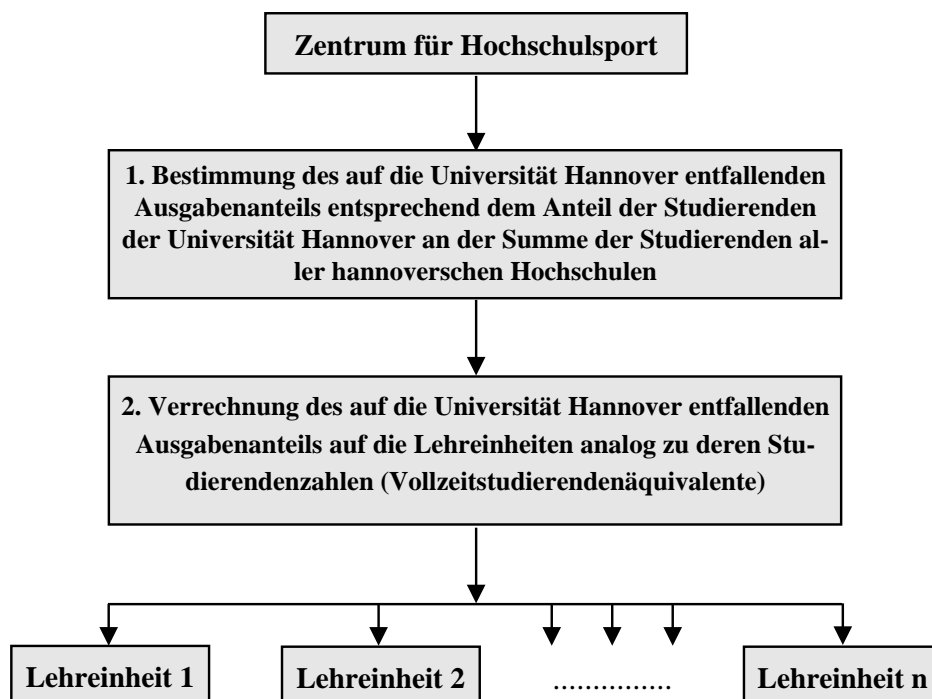 Zentrum für Hochschulsport
1. Bestimmung des auf die Universität Hannover entfallenden
Ausgabenanteils entsprechend dem Anteil der Studierenden
der Universität Hannover an der Summe der Studierenden al-
ler hannoverschen Hochschulen
2. Verrechnung des auf die Universität Hannover entfallenden
Ausgabenanteils auf die Lehreinheiten analog zu deren Stu-
dierendenzahlen (Vollzeitstudierendenäquivalente)
Lehreinheit 1
Lehreinheit 2
...............
Lehreinheit n